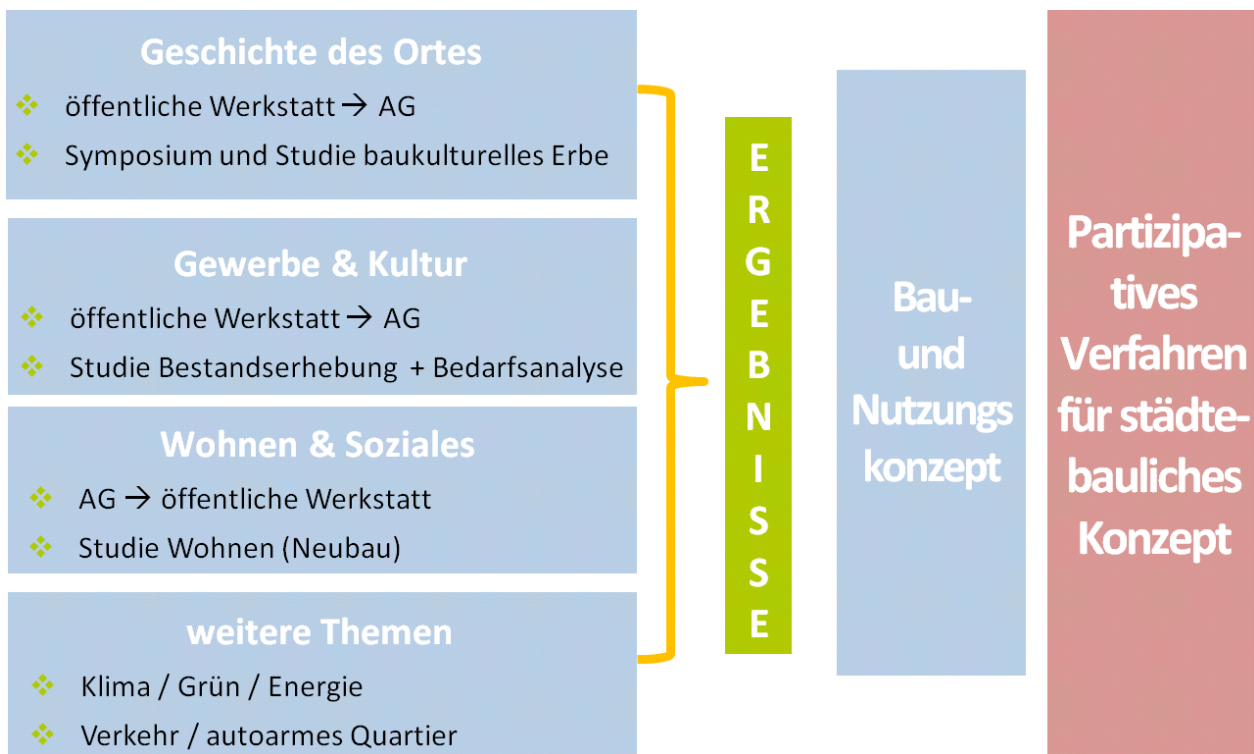 Geschichte des Ortes
öffentliche Werkstatt → AG
Symposium und Studie baukulturelles Erbe
Gewerbe & Kultur
öffentliche Werkstatt → AG
Studie Bestandserhebung + Bedarfsanalyse
Wohnen & Soziales
AG → öffentliche Werkstatt
Studie Wohnen (Neubau)
weitere Themen
Klima / Grün / Energie
Verkehr / autoarmes Quartier
E
R
G
E
B
N
I
S
S
E
Bau-
und
Nutzungs
konzept
Partizipa-
tives
Verfahren
für städte-
bauliches
Konzept